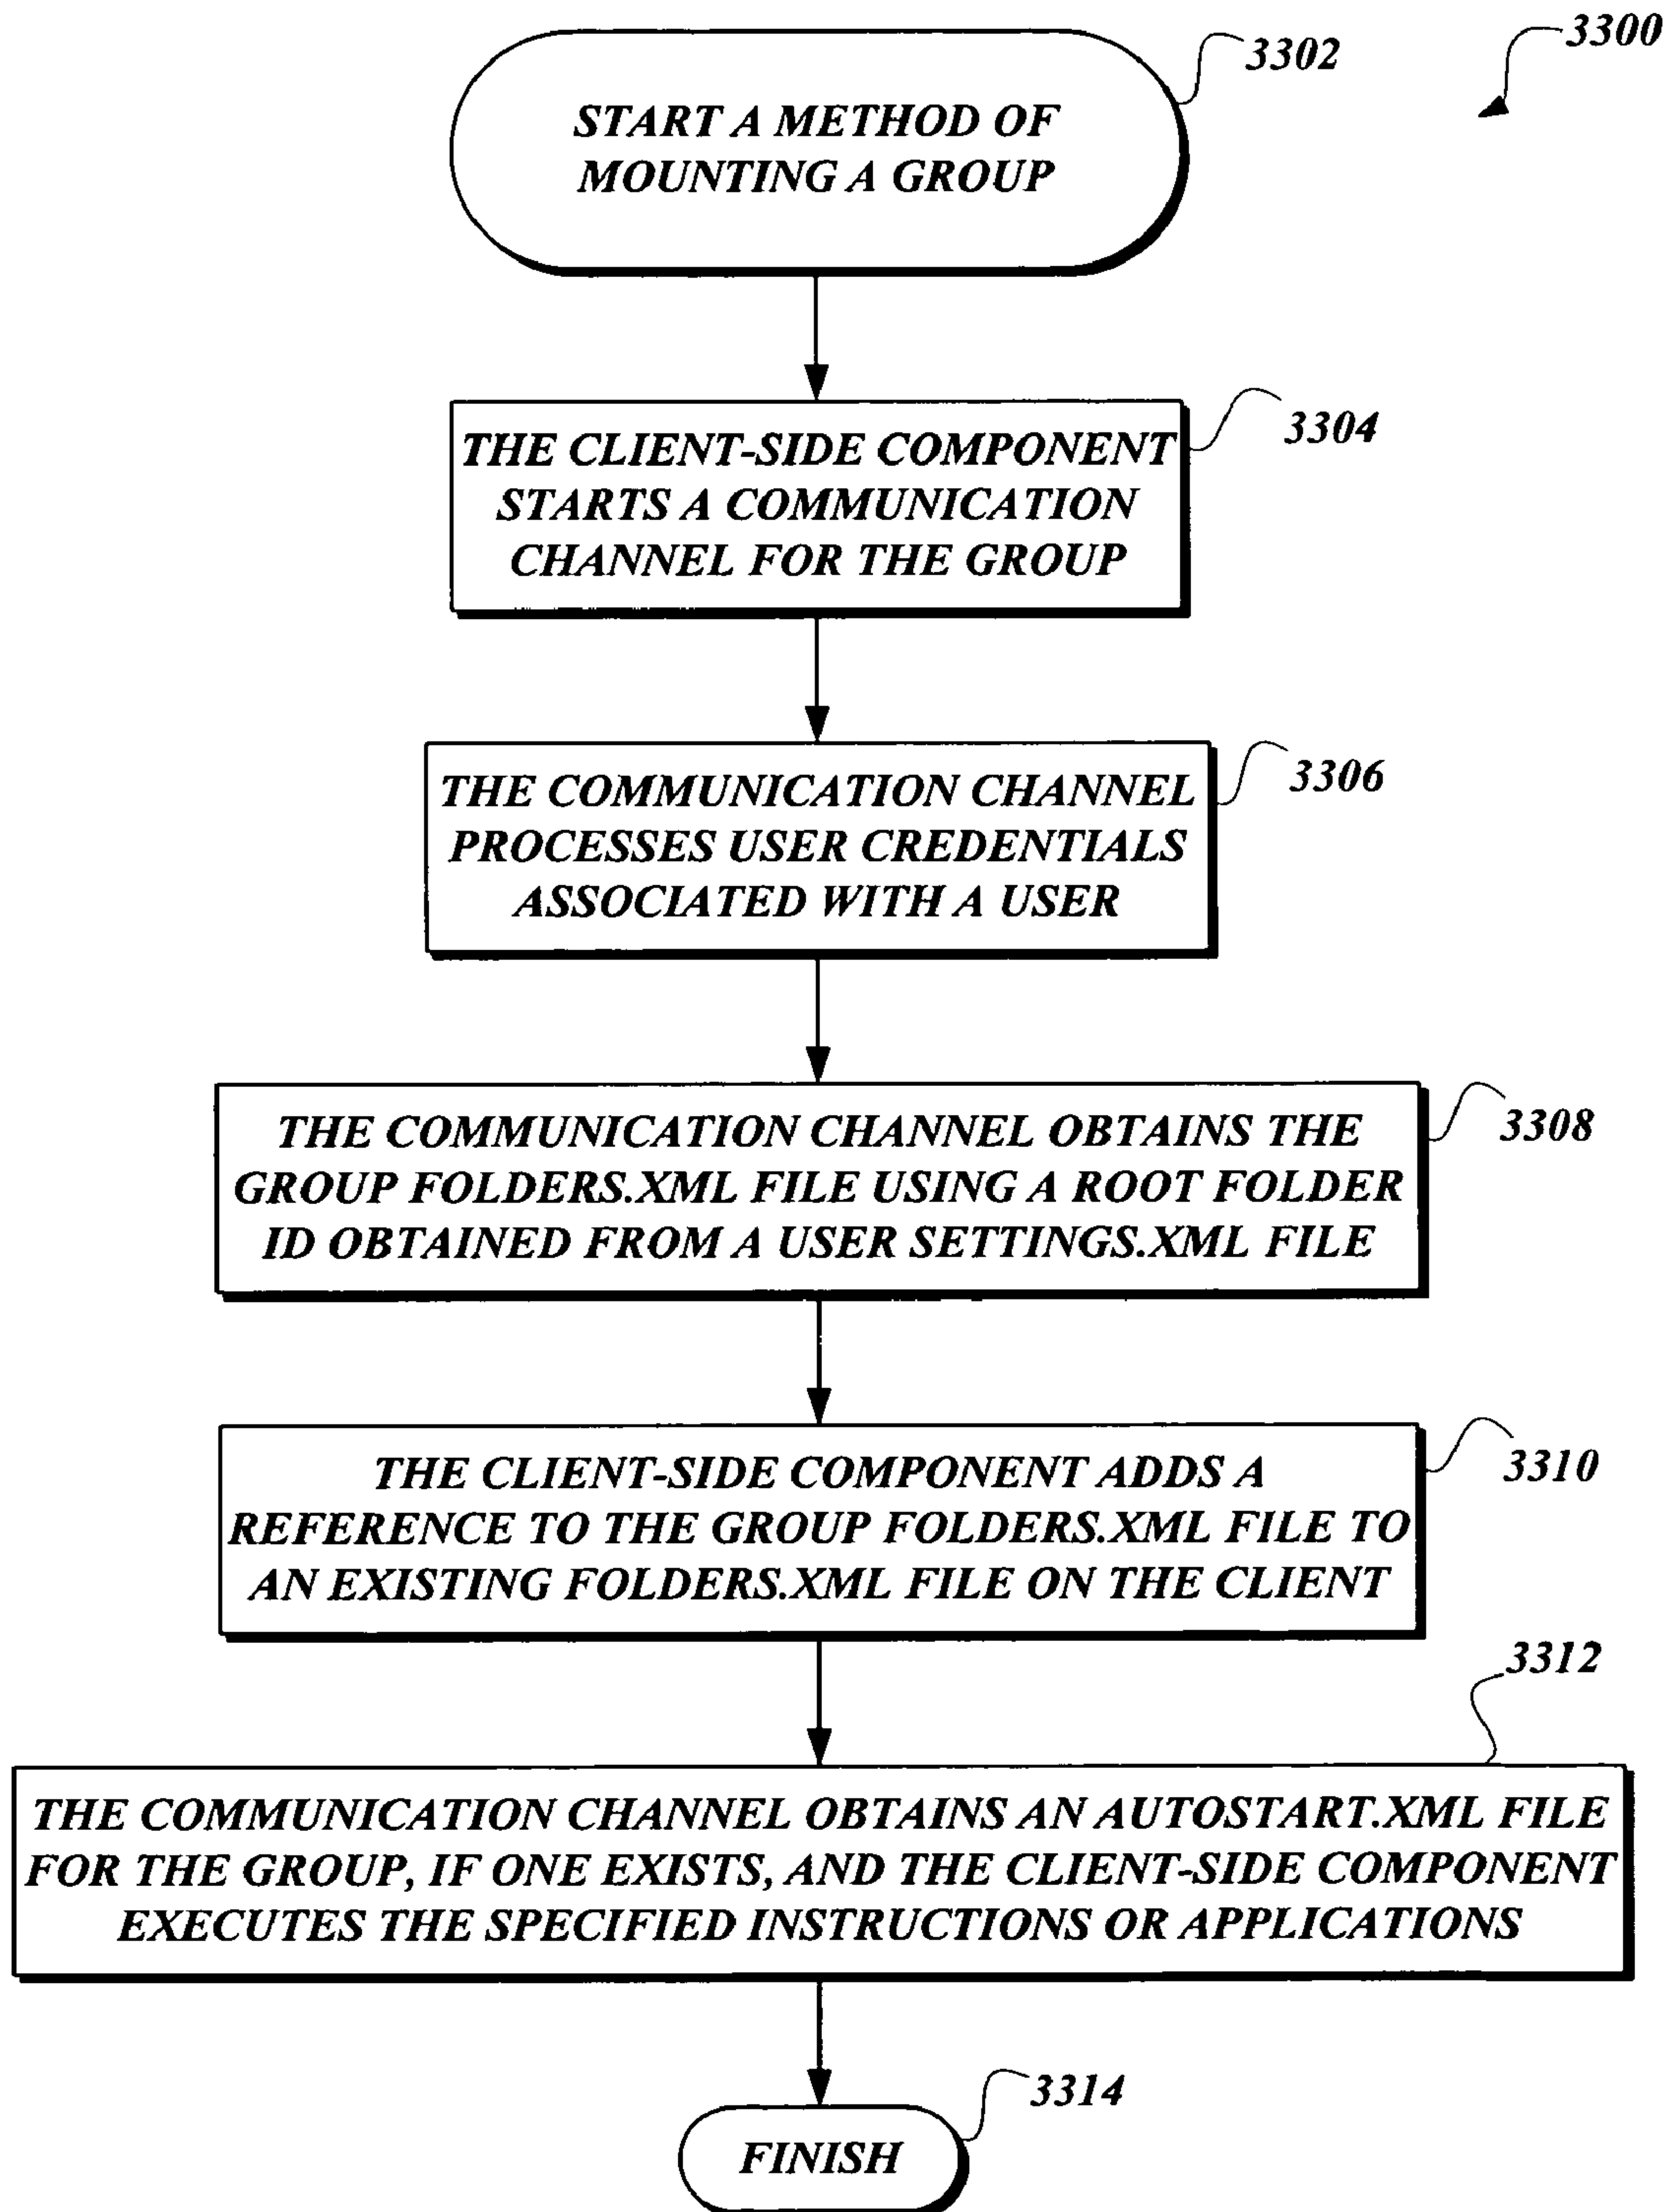 3300
3302
START A METHOD OF
MOUNTING A GROUP
3304
THE CLIENT-SIDE COMPONENT
STARTS A COMMUNICATION
CHANNEL FOR THE GROUP
3306
THE COMMUNICATION CHANNEL
PROCESSES USER CREDENTIALS
ASSOCIATED WITH A USER
3308
THE COMMUNICATION CHANNEL OBTAINS THE
GROUP FOLDERS.XML FILE USING A ROOT FOLDER
ID OBTAINED FROM A USER SETTINGS.XML FILE
3310
THE CLIENT-SIDE COMPONENT ADDS A
REFERENCE TO THE GROUP FOLDERS.XML FILE TO
AN EXISTING FOLDERS.XML FILE ON THE CLIENT
3312
THE COMMUNICATION CHANNEL OBTAINS AN AUTOSTART.XML FILE
FOR THE GROUP, IF ONE EXISTS, AND THE CLIENT-SIDE COMPONENT
EXECUTES THE SPECIFIED INSTRUCTIONS OR APPLICATIONS
3314
FINISH